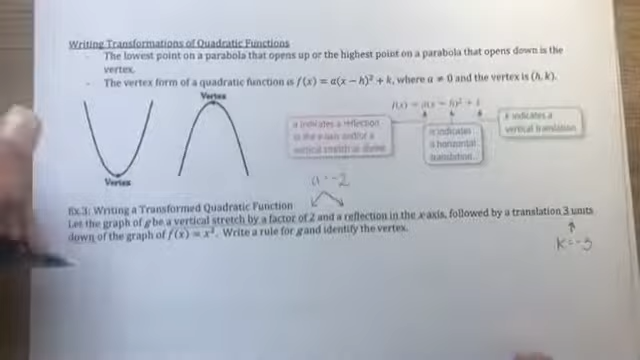 Writing Transformations of Quadratic Functions
- The lowest point on a parabola that opens up or the highest point on a parabola that opens down is the
vertex.
- The vertex form of a quadratic function is f(x) = a(x − h)² + k, where a ≠ 0 and the vertex is (h, k).
Vertex
f(x) = a(x − h)² + k
a indicates a reflection
in the x-axis and/or a
vertical stretch or shrink
h indicates
a horizontal
translation.
k indicates a
vertical translation.
Vertex
a = -2
Ex 3: Writing a Transformed Quadratic Function
Let the graph of g be a vertical stretch by a factor of 2 and a reflection in the x-axis, followed by a translation 3 units
down of the graph of f(x) = x². Write a rule for g and identify the vertex.
K = -3